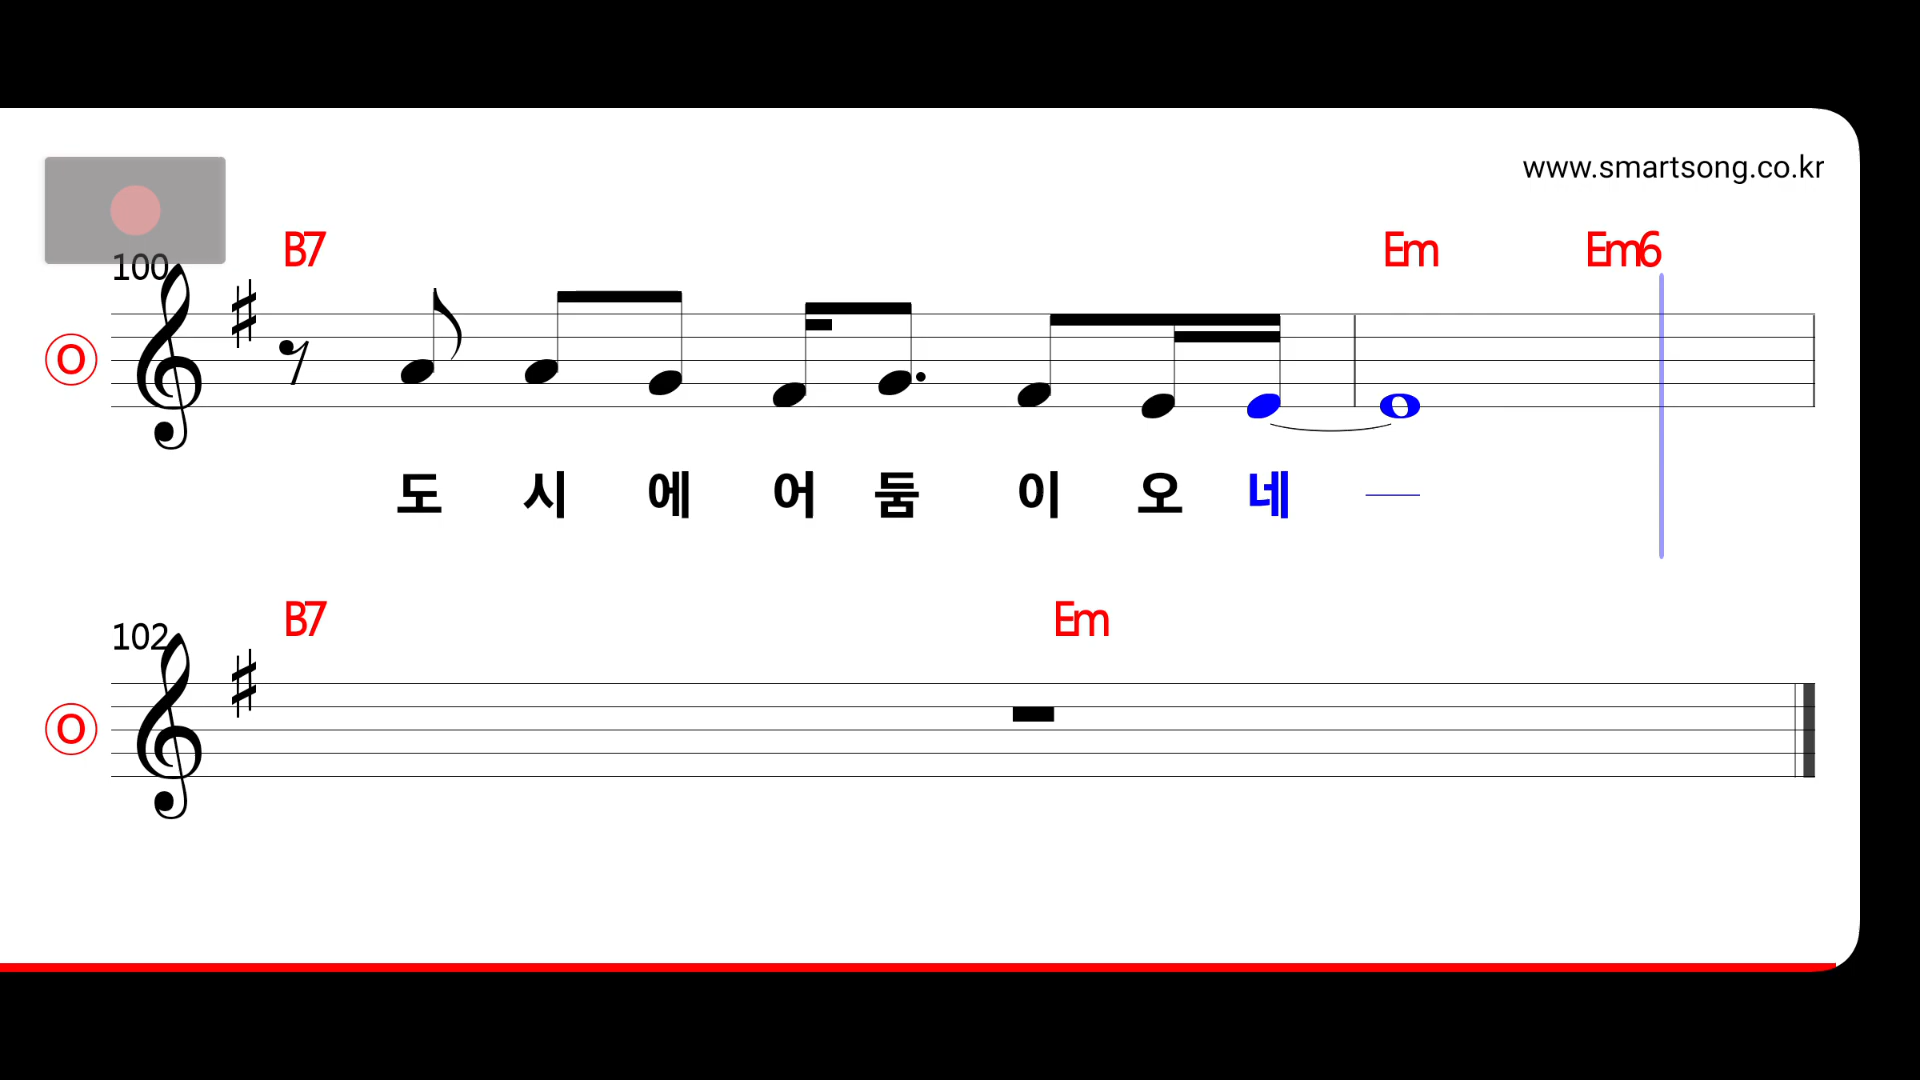 www.smartsong.co.kr
B7 Em Em6
100
O
도 시 에 어 둠 이 오 네
B7 Em
102
O